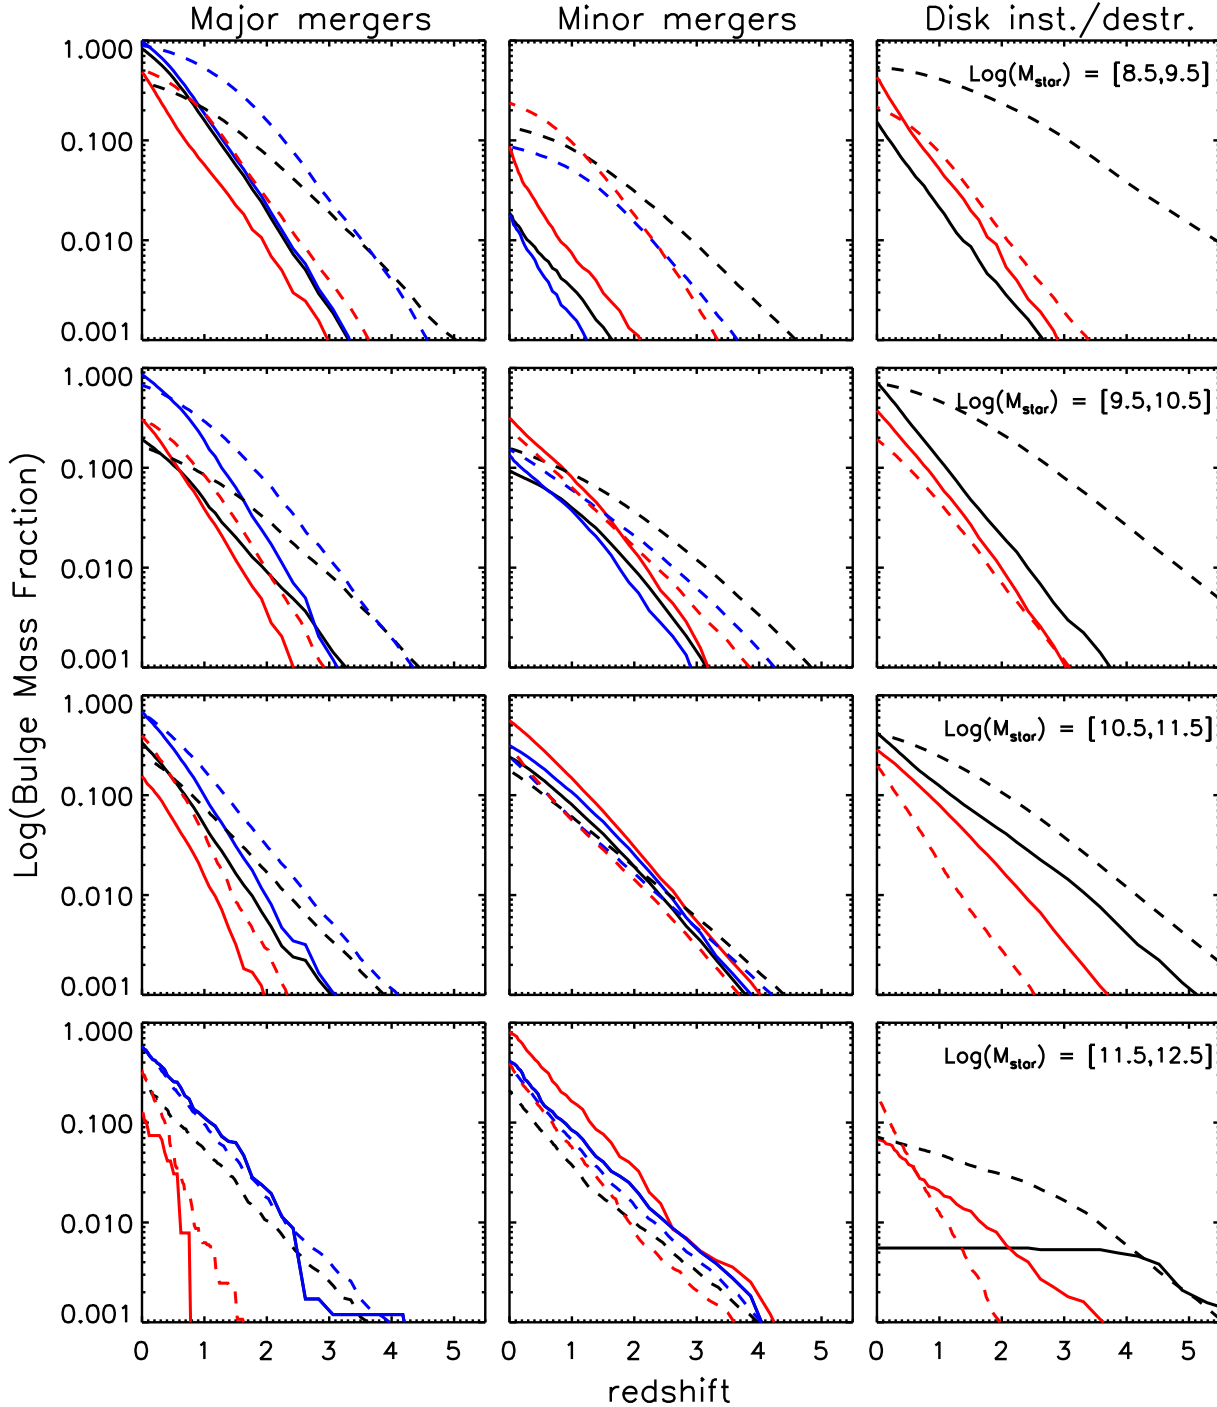 Major mergers Minor mergers Disk inst./destr.
1.000
0.100
0.010
0.001
Log(Mstar) = [8.5,9.5]
1.000
0.100
0.010
0.001
Log(Mstar) = [9.5,10.5]
1.000
0.100
0.010
0.001
Log(Mstar) = [10.5,11.5]
1.000
0.100
0.010
0.001
Log(Mstar) = [11.5,12.5]
Log(Bulge Mass Fraction)
0 1 2 3 4 5 0 1 2 3 4 5 0 1 2 3 4 5
redshift